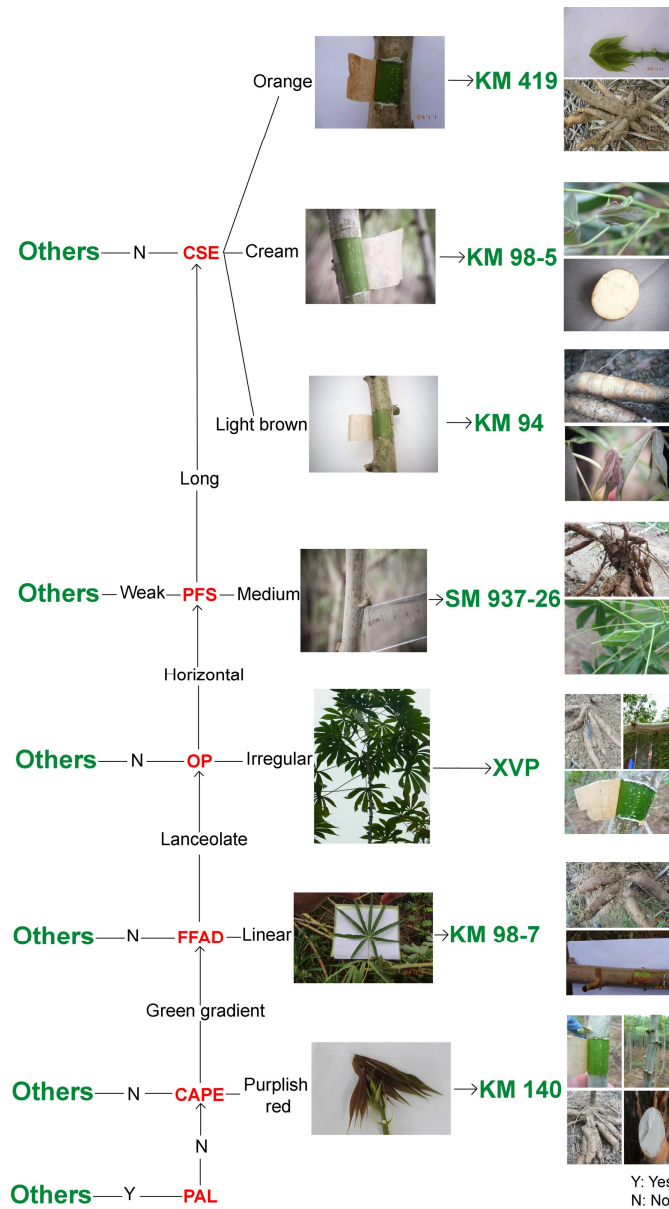 Orange
KM 419
Others N CSE Cream
KM 98-5
Light brown
KM 94
Long
Others Weak PFS Medium
SM 937-26
Horizontal
Others N OP Irregular
XVP
Lanceolate
Others N FFAD Linear
KM 98-7
Green gradient
Others N CAPE Purplish
red
KM 140
N
Others Y PAL
Y: Yes
N: No